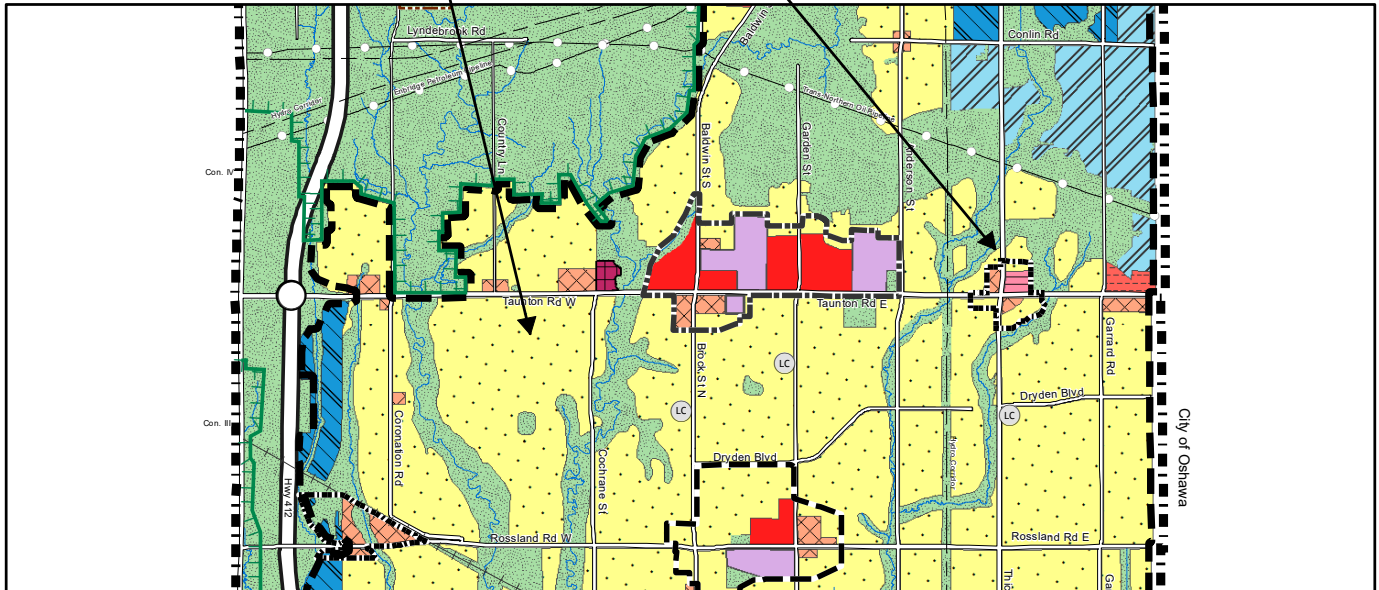 Lyndebrook Rd
Baldwin
Conlin Rd
Enbridge Petroleum Pipeline
Hydro Corridor
Trans-Northern Oil Pipeline
County Ln
Baldwin St S
Garden St
Anderson St
Con. IV
Taunton Rd W
Taunton Rd E
Brock St N
Garrard Rd
LC
LC
LC
Dryden Blvd
Con. III
Coronation Rd
Cochrane St
Dryden Blvd
Hydro Corridor
City of Oshawa
Hwy 412
Rossland Rd W
Rossland Rd E